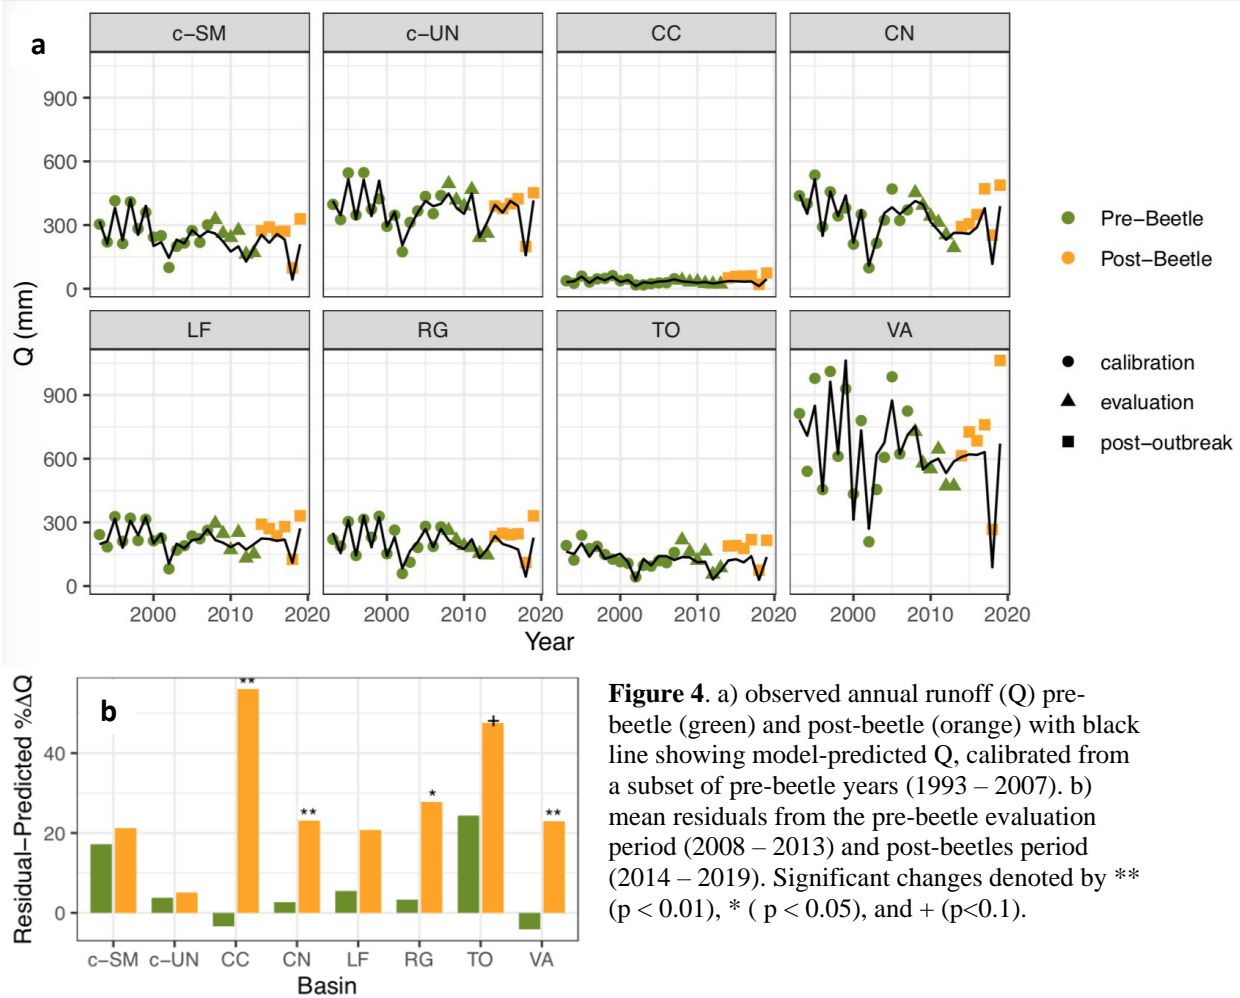 a
c−SM
c−UN
CC
CN
900
600
300
0
Q (mm)
LF
RG
TO
VA
900
600
300
0
2000 2010 2020 2000 2010 2020 2000 2010 2020 2000 2010 2020
Year
Pre−Beetle
Post−Beetle
calibration
evaluation
post−outbreak
b
Residual−Predicted %ΔQ
40
20
0
** ** * + **
c−SM c−UN CC CN LF RG TO VA
Basin
Figure 4. a) observed annual runoff (Q) pre-
beetle (green) and post-beetle (orange) with black
line showing model-predicted Q, calibrated from
a subset of pre-beetle years (1993 – 2007). b)
mean residuals from the pre-beetle evaluation
period (2008 – 2013) and post-beetles period
(2014 – 2019). Significant changes denoted by **
(p < 0.01), * ( p < 0.05), and + (p<0.1).